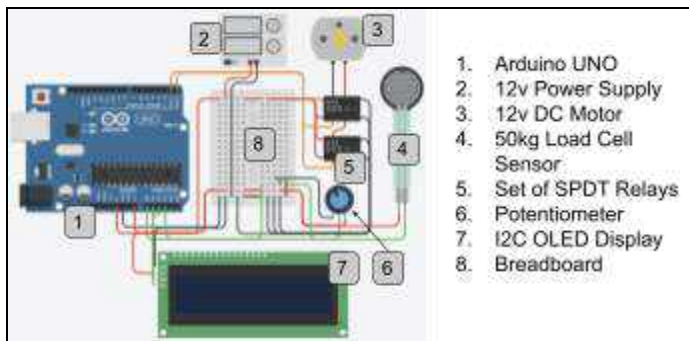 2
3
1. Arduino UNO
2. 12v Power Supply
3. 12v DC Motor
4. 50kg Load Cell
Sensor
5. Set of SPDT Relays
6. Potentiometer
7. I2C OLED Display
8. Breadboard
UNO
8
4
5
1
7
6